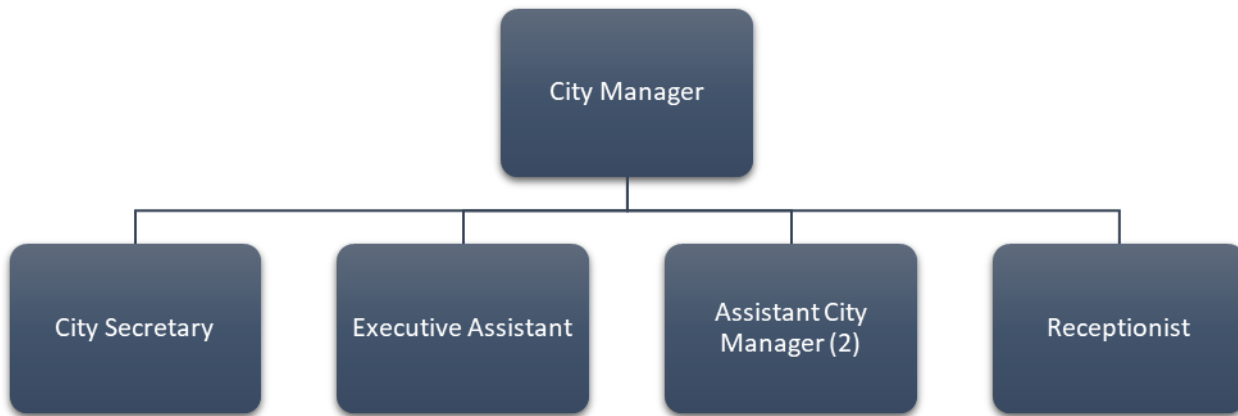 City Manager
City Secretary
Executive Assistant
Assistant City
Manager (2)
Receptionist